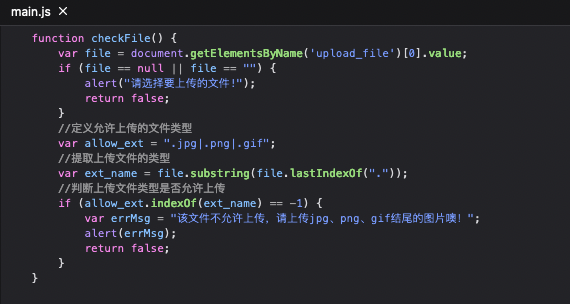 main.js ×
function checkFile() {
    var file = document.getElementsByName('upload_file')[0].value;
    if (file == null || file == "") {
        alert("请选择要上传的文件!");
        return false;
    }
    //定义允许上传的文件类型
    var allow_ext = ".jpg|.png|.gif";
    //提取上传文件的类型
    var ext_name = file.substring(file.lastIndexOf("."));
    //判断上传文件类型是否允许上传
    if (allow_ext.indexOf(ext_name) == -1) {
        var errMsg = "该文件不允许上传，请上传jpg、png、gif结尾的图片噢！";
        alert(errMsg);
        return false;
    }
}